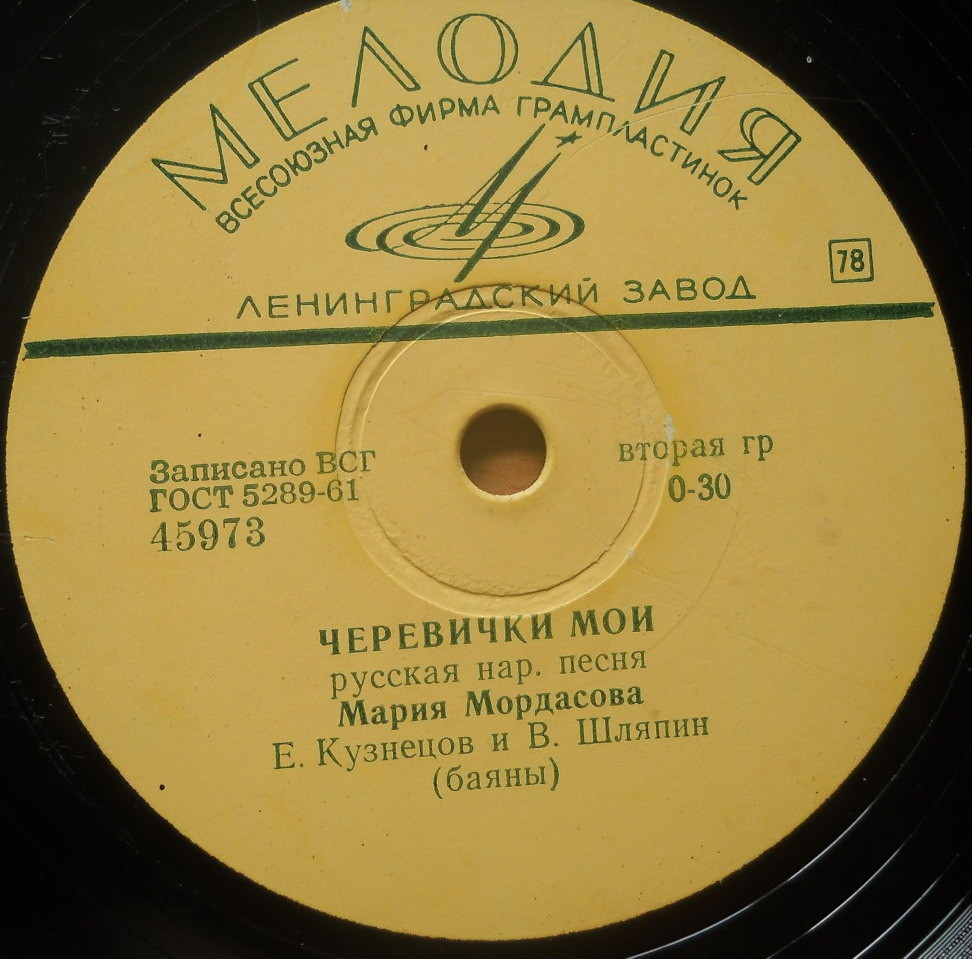 МЕЛОДИЯ
ВСЕСОЮЗНАЯ ФИРМА ГРАМПЛАСТИНОК
78
ЛЕНИНГРАДСКИЙ ЗАВОД
Записано ВСГ
ГОСТ 5289-61
45973
вторая гр
0-30
ЧЕРЕВИЧКИ МОИ
русская нар. песня
Мария Мордасова
Е. Кузнецов и В. Шляпин
(баяны)